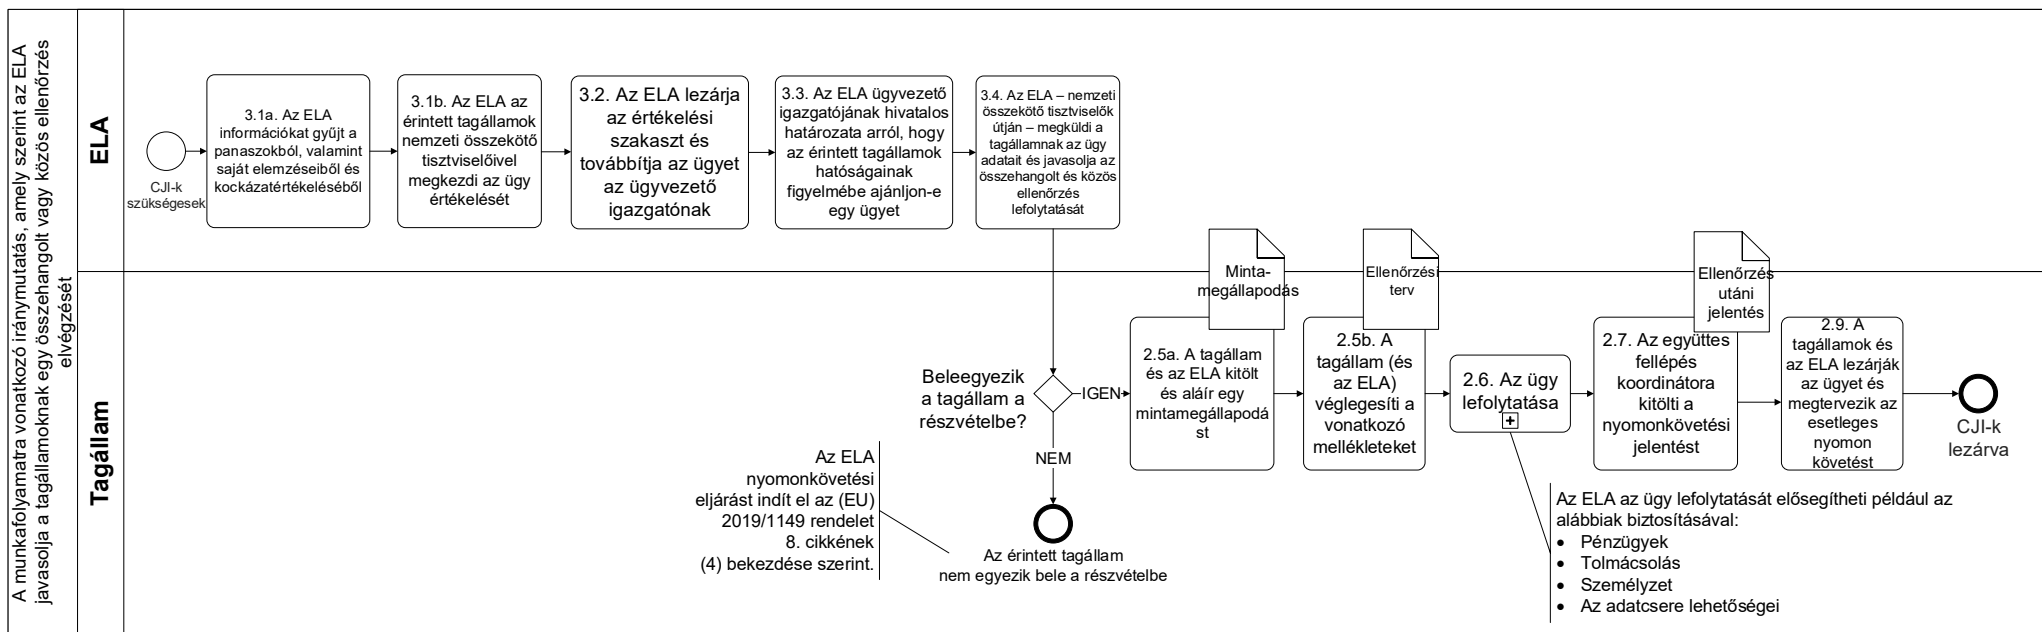 A munkafolyamatra vonatkozó iránymutatás, amely szerint az ELA
javasolja a tagállamoknak egy összehangolt vagy közös ellenőrzés
elvégzését
ELA
CJI-k
szükségesek
3.1a. Az ELA
információkat gyűjt a
panaszokból, valamint
saját elemzéseiből és
kockázatértékeléséből
3.1b. Az ELA az
érintett tagállamok
nemzeti összekötő
tisztviselőivel
megkezdi az ügy
értékelését
3.2. Az ELA lezárja
az értékelési
szakaszt és
továbbítja az ügyet
az ügyvezető
igazgatónak
3.3. Az ELA ügyvezető
igazgatójának hivatalos
határozata arról, hogy
az érintett tagállamok
hatóságainak
figyelmébe ajánljon-e
egy ügyet
3.4. Az ELA – nemzeti
összekötő tisztviselők
útján – megküldi a
tagállamnak az ügy
adatait és javasolja az
összehangolt és közös
ellenőrzés
lefolytatását
Tagállam
Beleegyezik
a tagállam a
részvételbe?
IGEN
NEM
Az ELA
nyomonkövetési
eljárást indít el az (EU)
2019/1149 rendelet
8. cikkének
(4) bekezdése szerint.
Az érintett tagállam
nem egyezik bele a részvételbe
Minta-
megállapodás
2.5a. A tagállam
és az ELA kitölt
és aláír egy
mintamegállapodá
st
Ellenőrzési
terv
2.5b. A
tagállam (és
az ELA)
véglegesíti a
vonatkozó
mellékleteket
2.6. Az ügy
lefolytatása
Az ELA az ügy lefolytatását elősegítheti például az
alábbiak biztosításával:
• Pénzügyek
• Tolmácsolás
• Személyzet
• Az adatcsere lehetőségei
Ellenőrzés
utáni
jelentés
2.7. Az együttes
fellépés
koordinátora
kitölti a
nyomonkövetési
jelentést
2.9. A
tagállamok és
az ELA lezárják
az ügyet és
megtervezik az
esetleges
nyomon
követést
CJI-k
lezárva